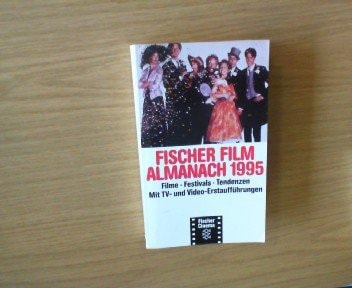 FISCHER FILM
ALMANACH 1995
Filme · Festivals · Tendenzen
Mit TV- und Video-Erstaufführungen
Fischer
Cinema